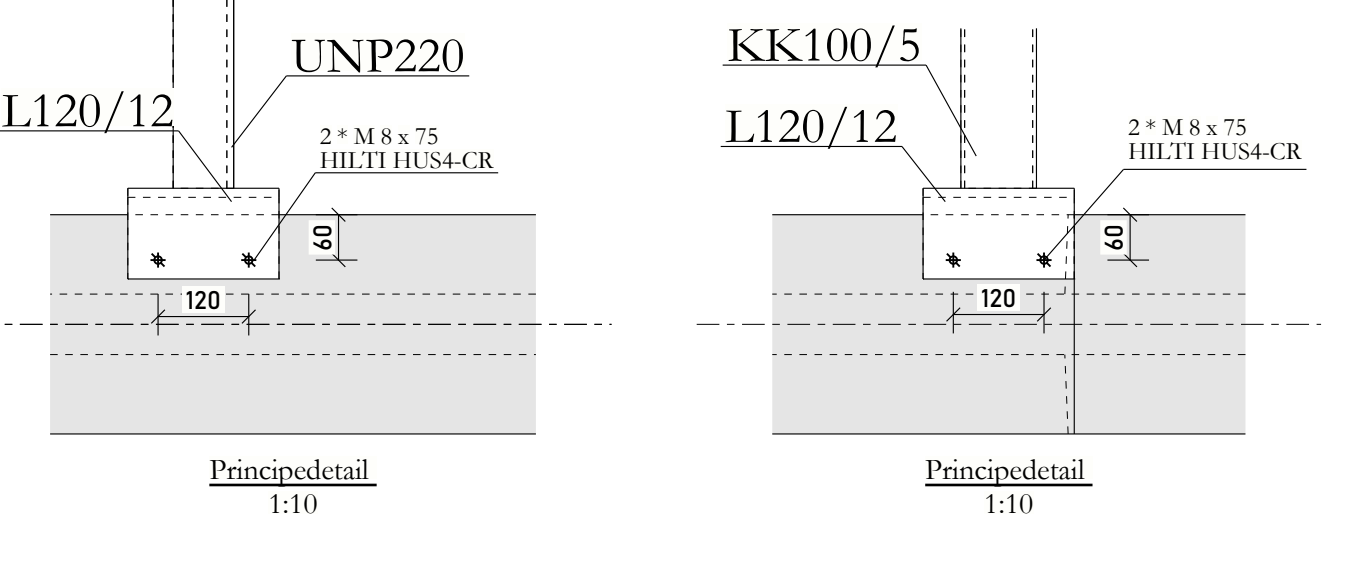 UNP220
L120/12
2 * M 8 x 75
HILTI HUS4-CR
60
120
Principedetail
1:10
KK100/5
L120/12
2 * M 8 x 75
HILTI HUS4-CR
60
120
Principedetail
1:10